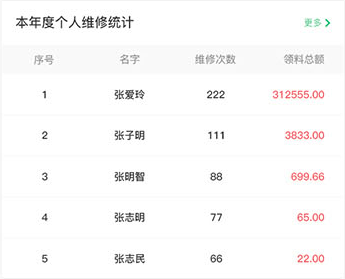 本年度个人维修统计 更多
序号 名字 维修次数 领料总额
1 张爱玲 222 312555.00
2 张子明 111 3833.00
3 张明智 88 699.66
4 张志明 77 65.00
5 张志民 66 22.00